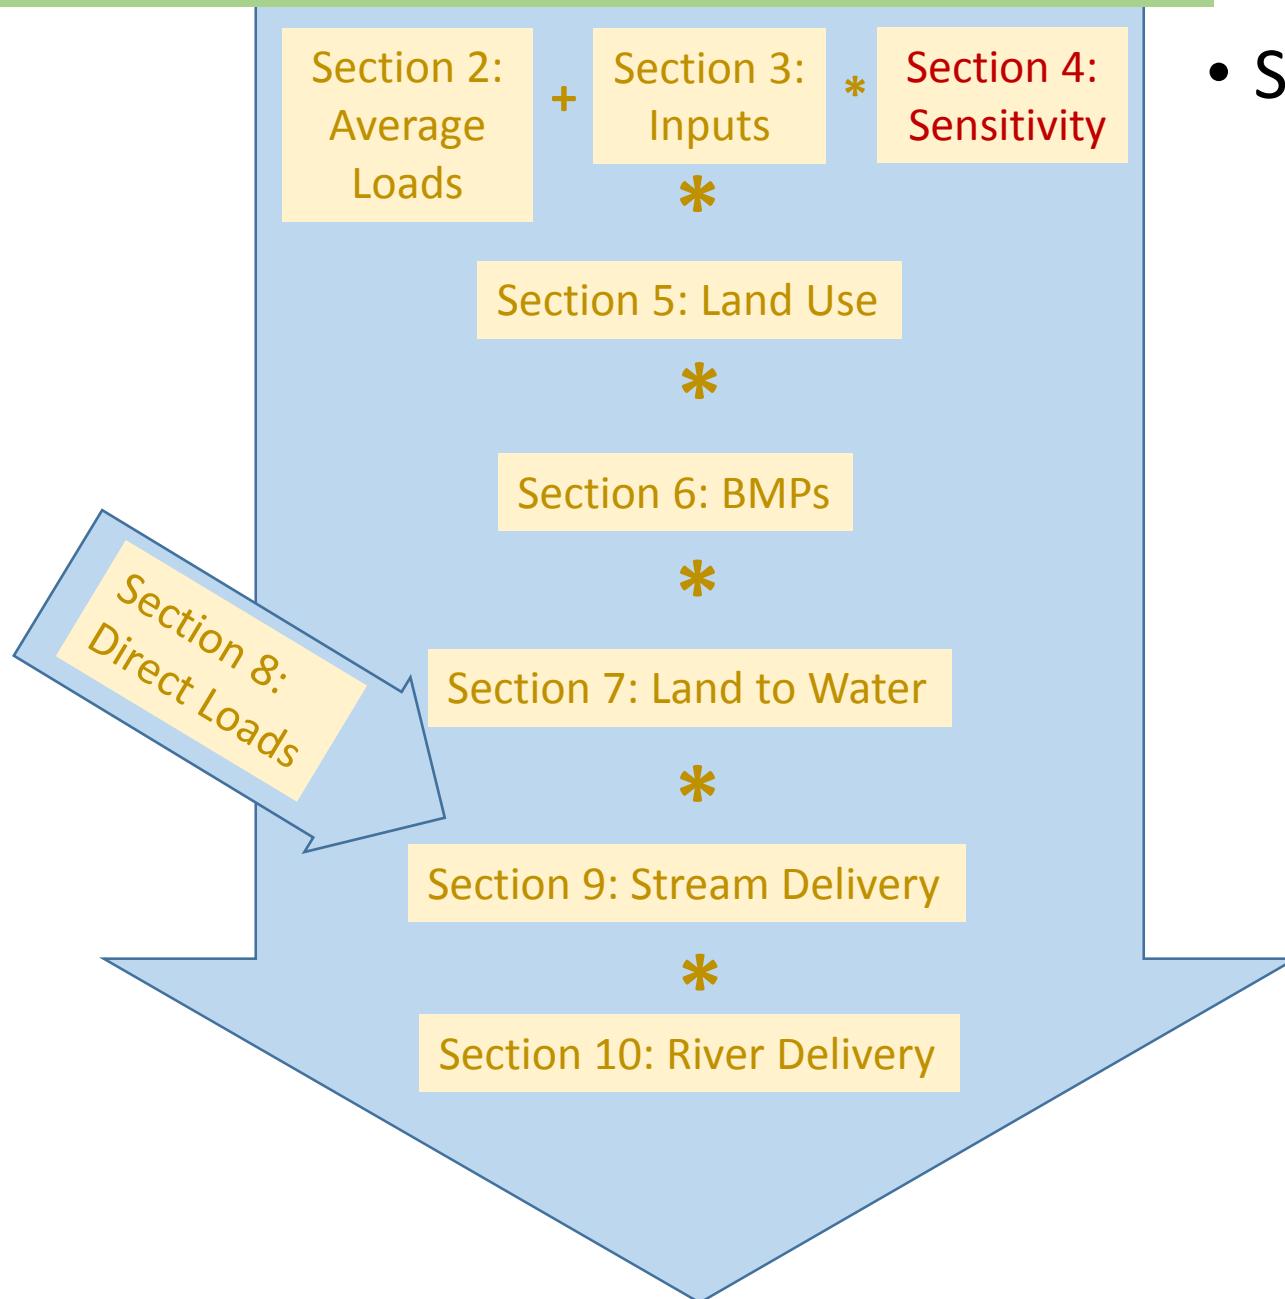 Section 2:
Average
Loads
+
Section 3:
Inputs
*
Section 4:
Sensitivity
• S
*
Section 5: Land Use
*
Section 6: BMPs
*
Section 8:
Direct Loads
Section 7: Land to Water
*
Section 9: Stream Delivery
*
Section 10: River Delivery